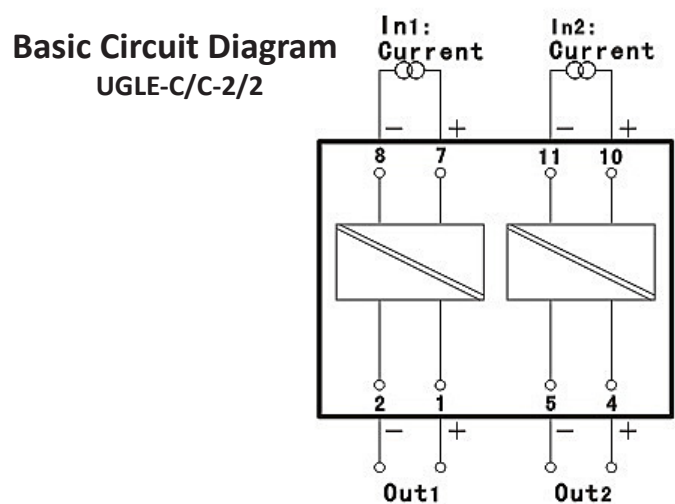 Basic Circuit Diagram
UGLE-C/C-2/2
In1:
Current
In2:
Current
− + − +
8 7 11 10
2 1 5 4
− + − +
Out1 Out2